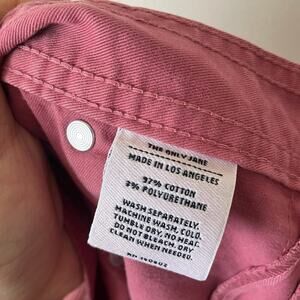 THE ONLY JANE
MADE IN LOS ANGELES
97% COTTON
3% POLYURETHANE
WASH SEPARATELY.
MACHINE WASH, COLD.
TUMBLE DRY, NO HEAT.
DO NOT BLEACH. DRY
CLEAN WHEN NEEDED.
RN